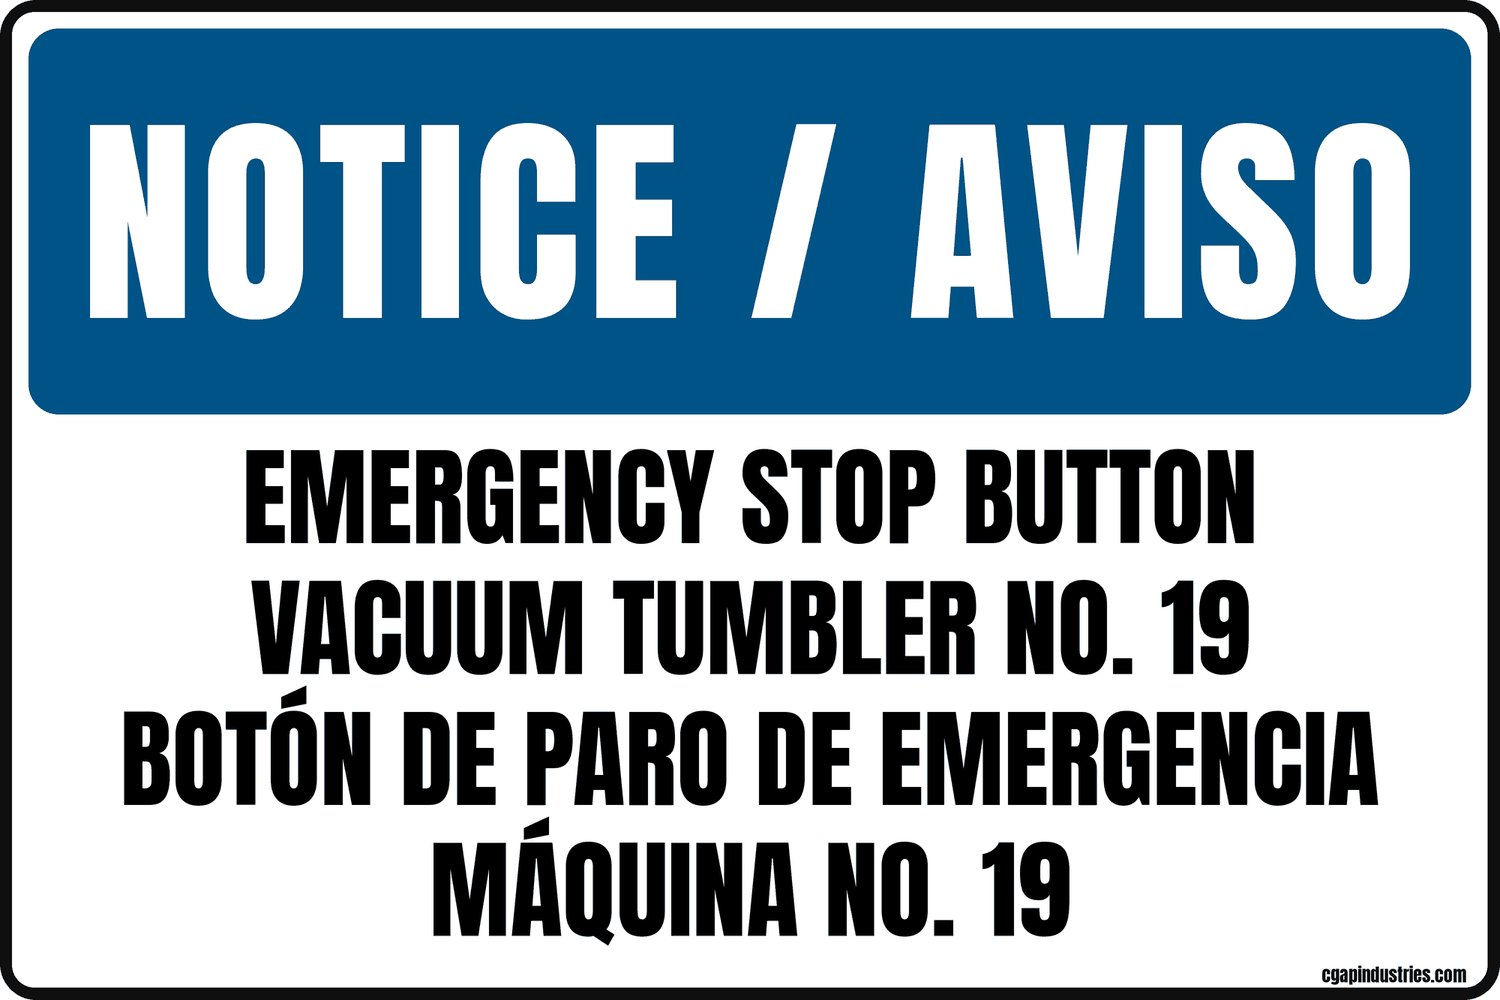 NOTICE / AVISO
EMERGENCY STOP BUTTON
VACUUM TUMBLER NO. 19
BOTÓN DE PARO DE EMERGENCIA
MÁQUINA NO. 19
cgapindustries.com